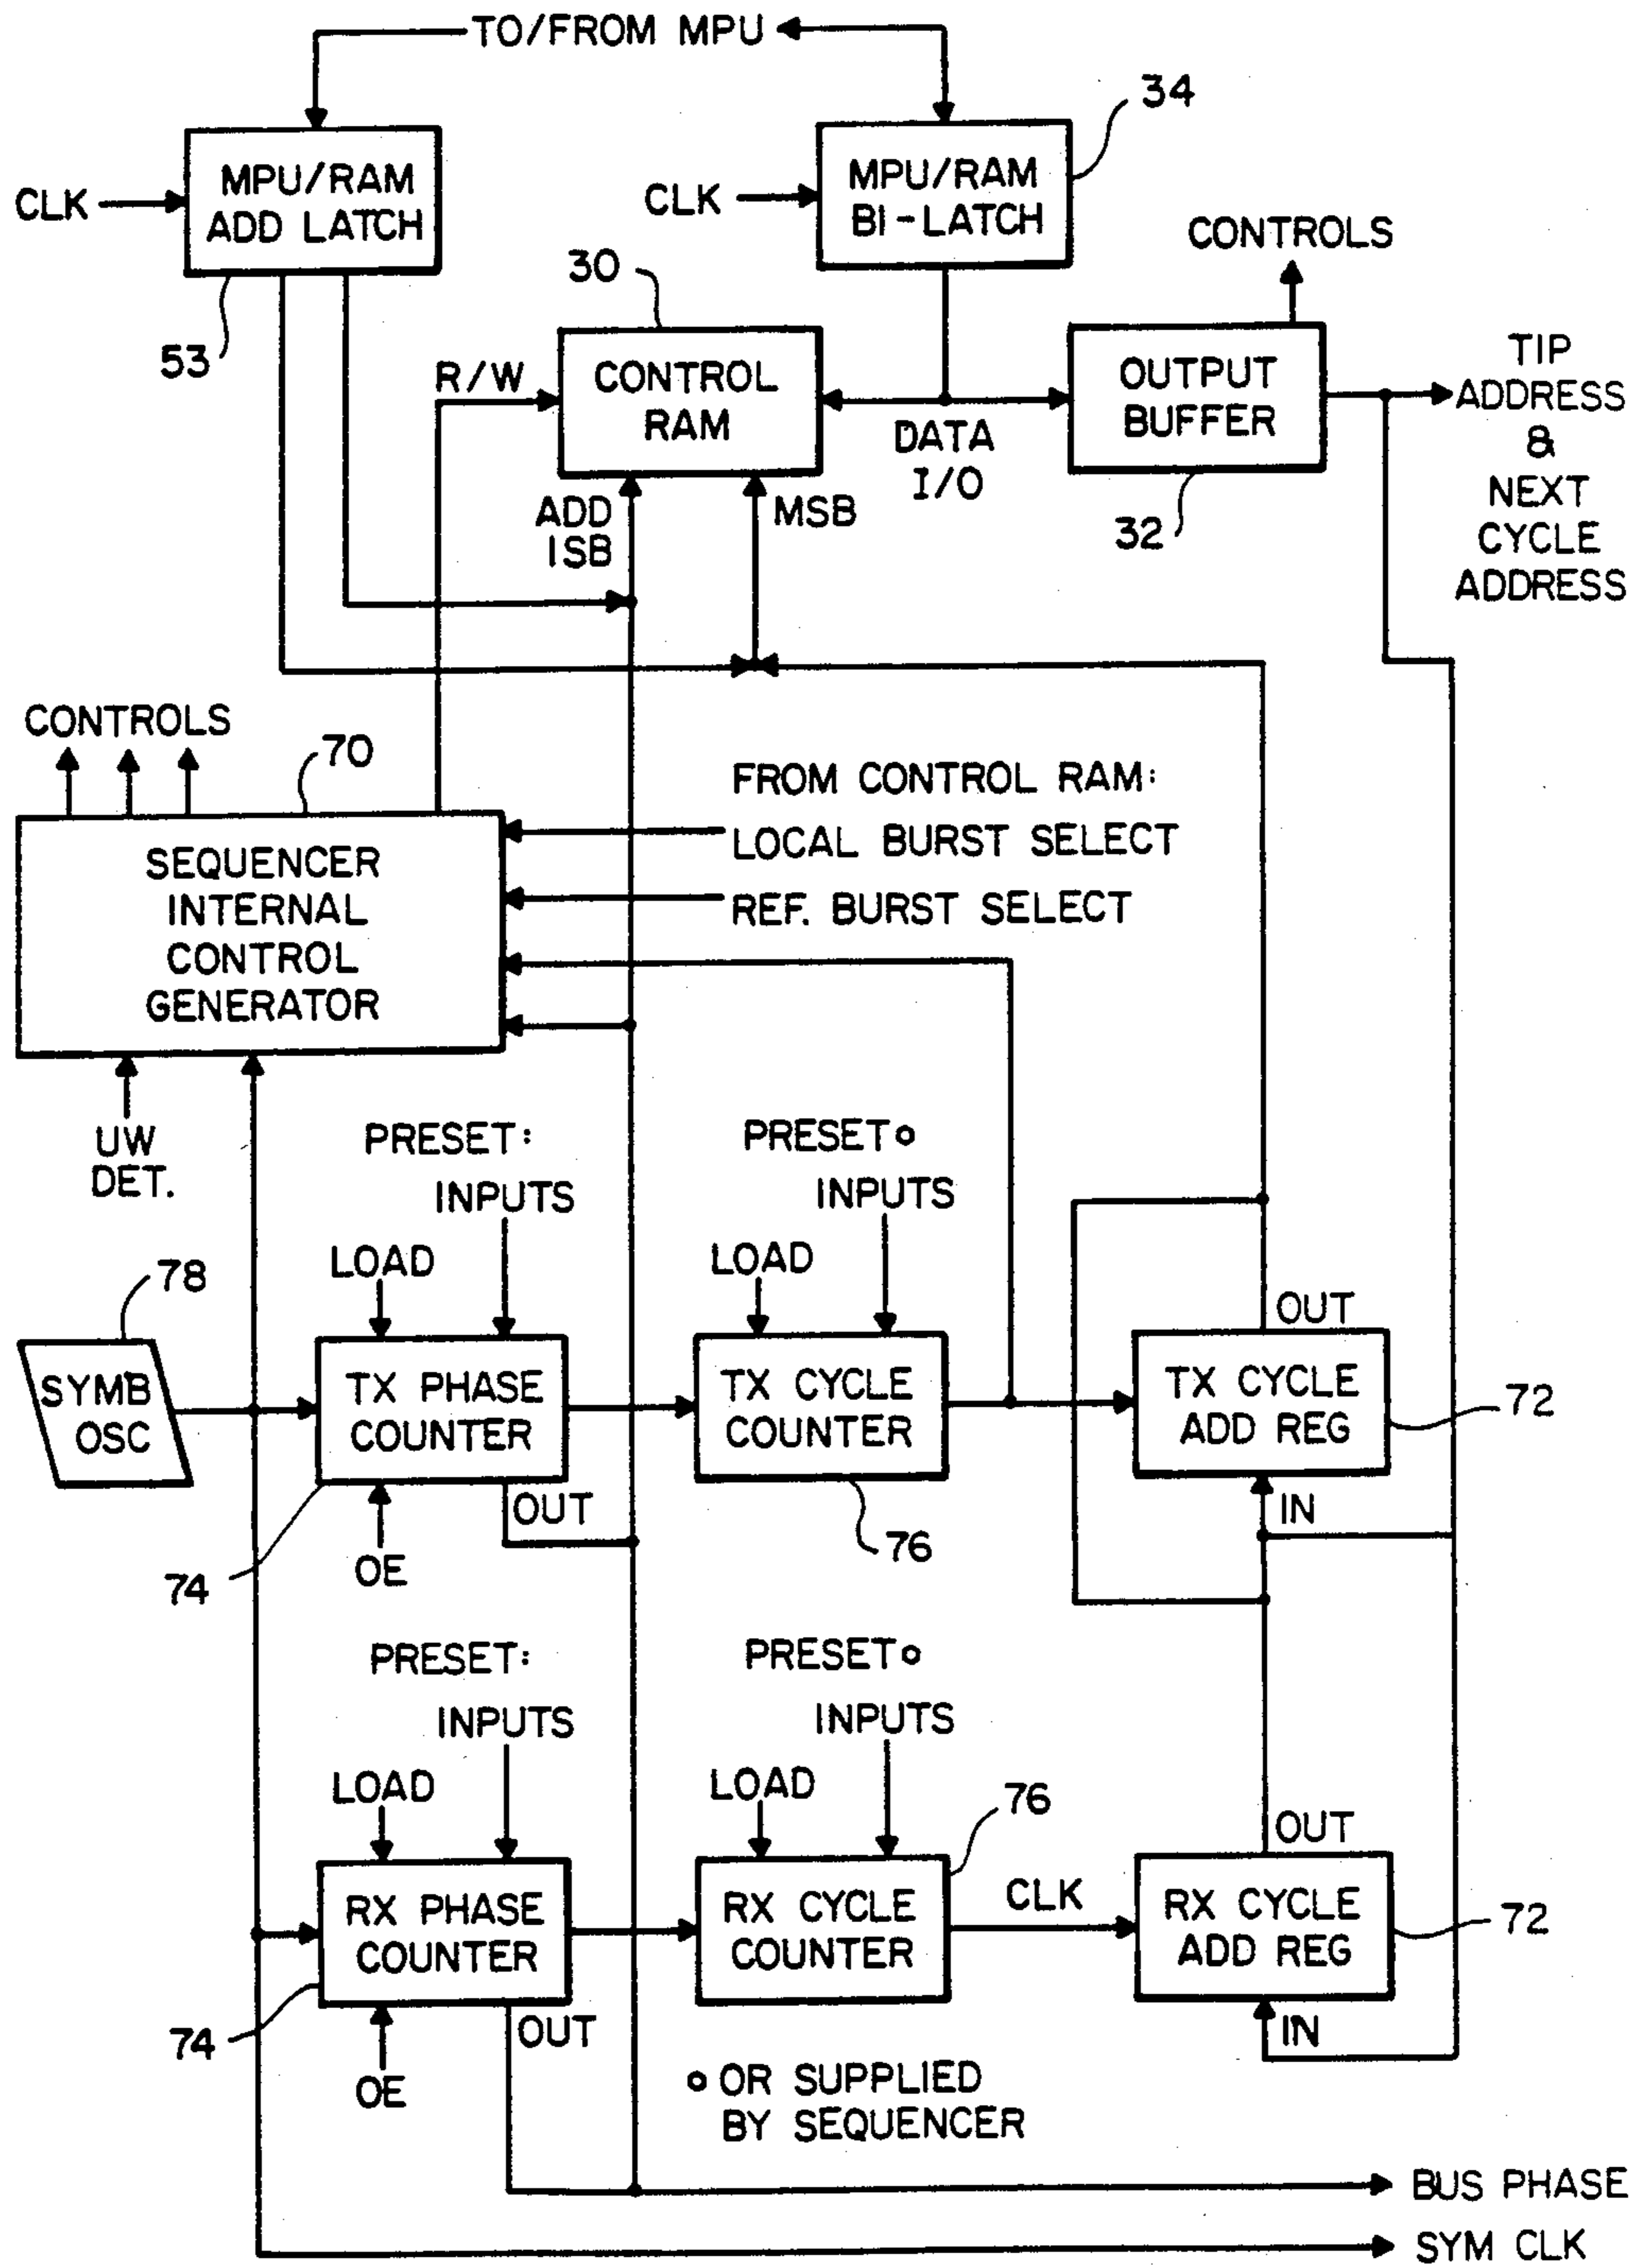 TO/FROM MPU
34
CLK
MPU/RAM
ADD LATCH
CLK
MPU/RAM
BI-LATCH
CONTROLS
53
30
R/W
CONTROL
RAM
DATA
I/O
OUTPUT
BUFFER
32
TIP
ADDRESS
&
NEXT
CYCLE
ADDRESS
ADD
ISB
MSB
CONTROLS
70
SEQUENCER
INTERNAL
CONTROL
GENERATOR
FROM CONTROL RAM:
LOCAL BURST SELECT
REF. BURST SELECT
UW
DET.
PRESET:
INPUTS
LOAD
PRESET
INPUTS
LOAD
78
SYMB
OSC
TX PHASE
COUNTER
TX CYCLE
COUNTER
OUT
TX CYCLE
ADD REG
72
OUT
IN
74
OE
76
PRESET:
INPUTS
LOAD
PRESET
INPUTS
LOAD
76
RX PHASE
COUNTER
RX CYCLE
COUNTER
CLK
OUT
RX CYCLE
ADD REG
72
74
OE
OUT
IN
OR SUPPLIED
BY SEQUENCER
BUS PHASE
SYM CLK